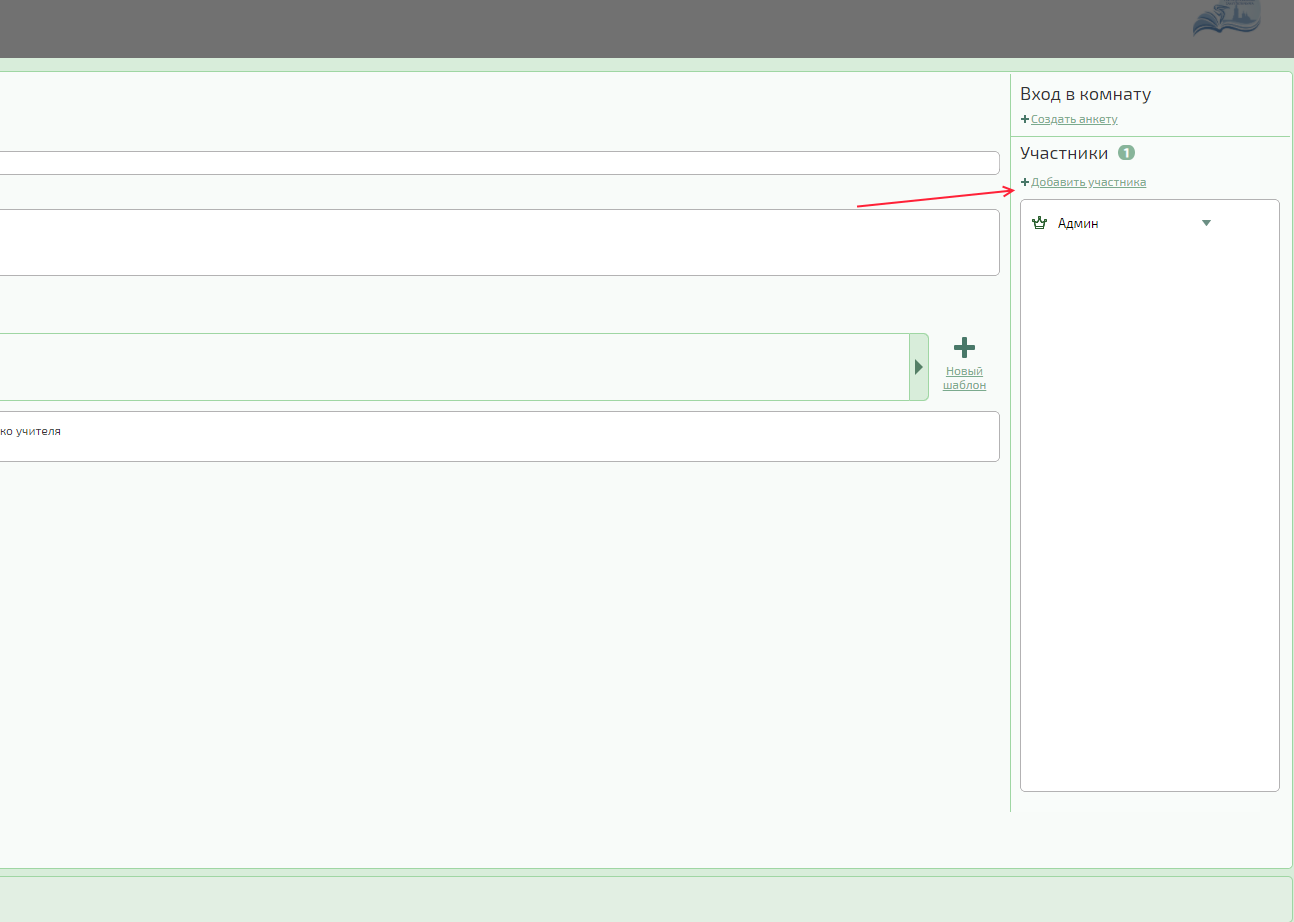 Вход в комнату
+Создать анкету
Участники 1
+Добавить участника
Админ
Новый
шаблон
ко учителя